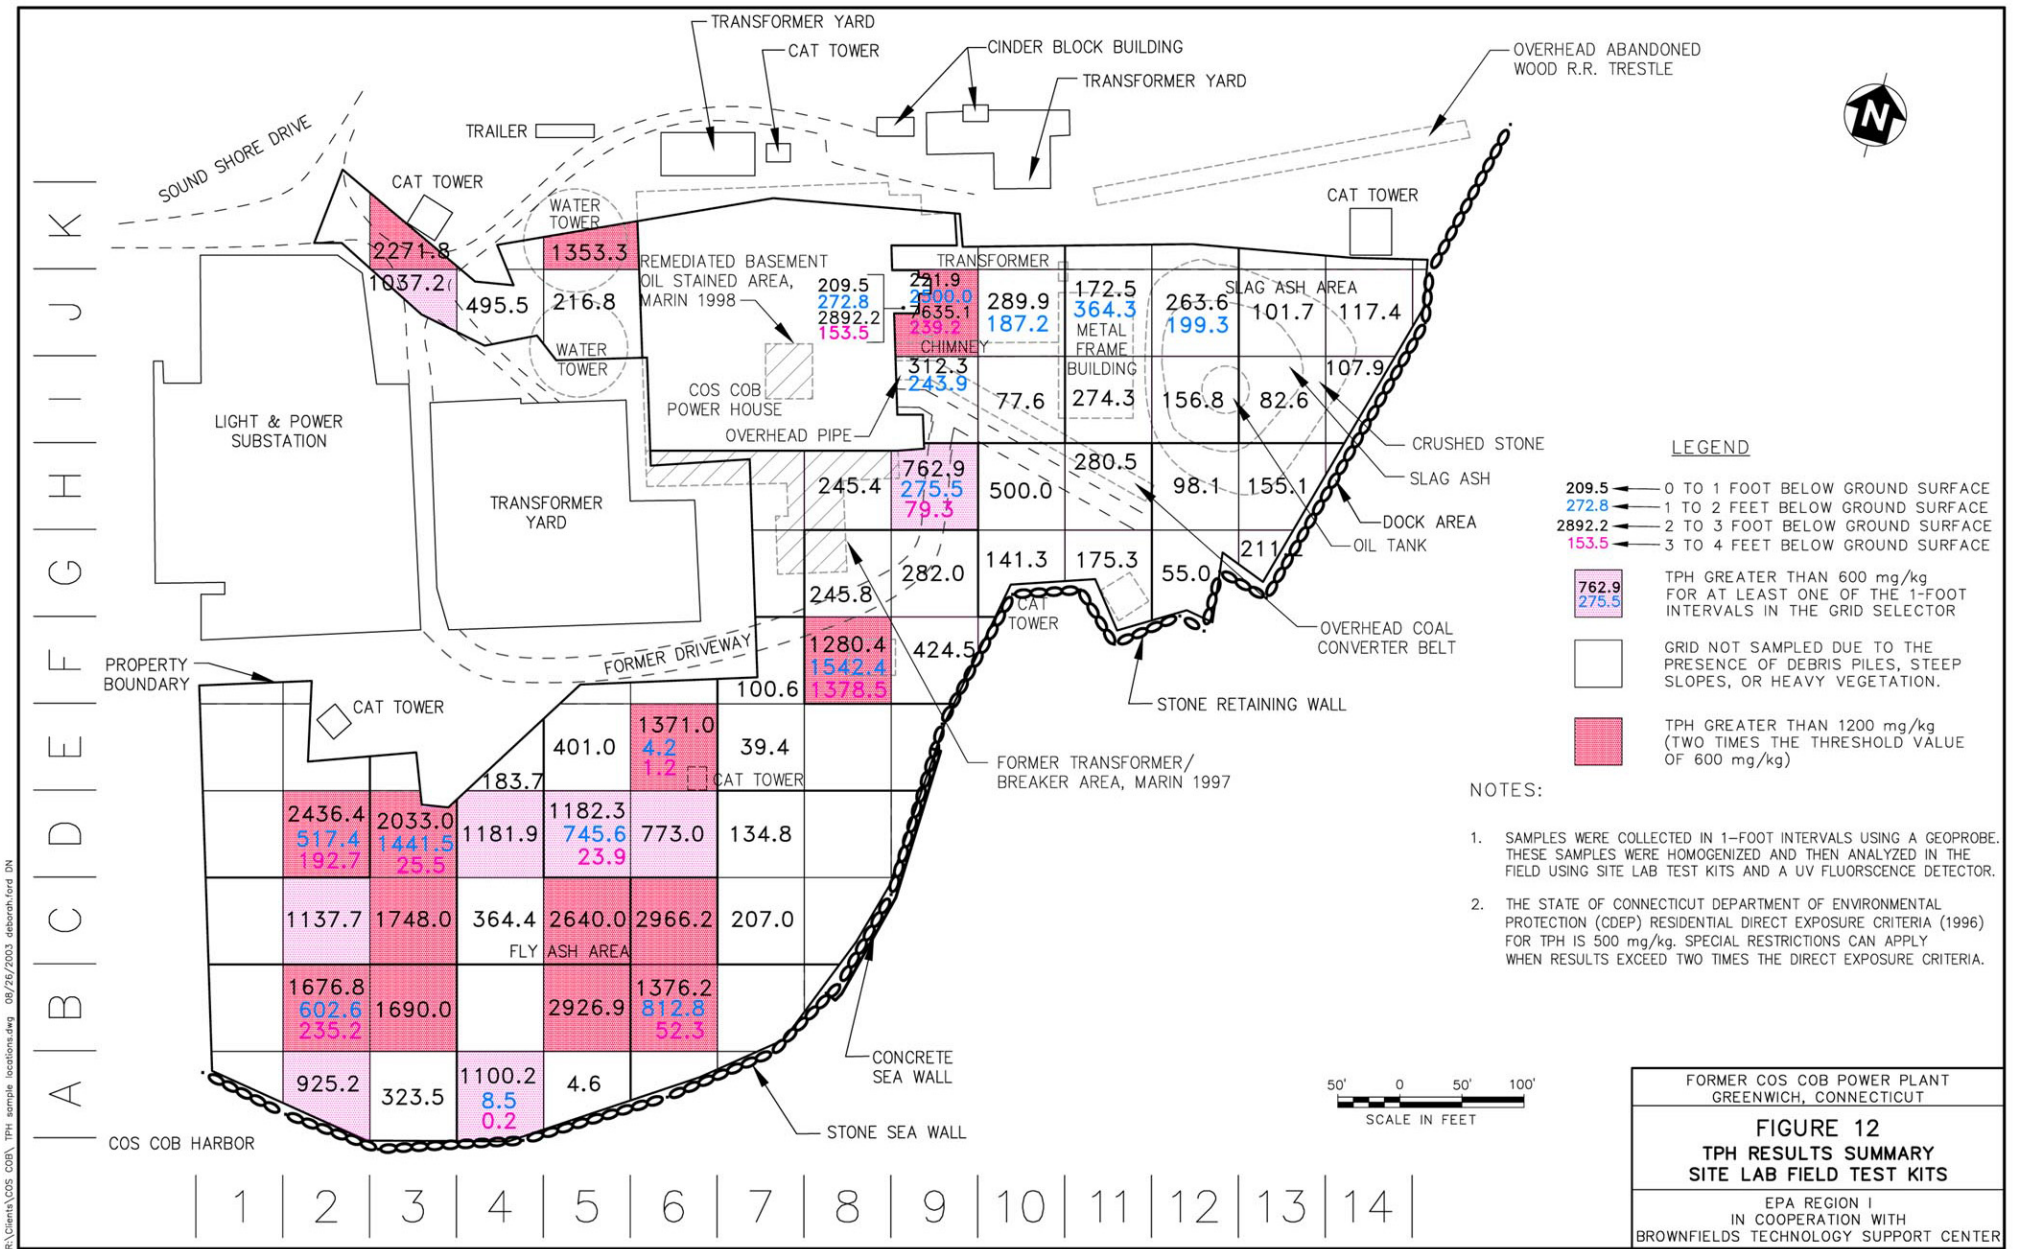 TRANSFORMER YARD
CAT TOWER
CINDER BLOCK BUILDING
TRANSFORMER YARD
OVERHEAD ABANDONED
WOOD R.R. TRESTLE
N
SOUND SHORE DRIVE
TRAILER
CAT TOWER
WATER
TOWER
CAT TOWER
K
2271.8
1353.3
REMEDIATED BASEMENT
OIL STAINED AREA,
MARIN 1998
TRANSFORMER
J
1037.2
495.5
216.8
209.5
272.8
2892.2
153.5
221.9
2500.0
7635.1
239.2
CHIMNEY
289.9
187.2
172.5
364.3
METAL
FRAME
BUILDING
263.6
199.3
SLAG ASH AREA
101.7
117.4
WATER
TOWER
I
LIGHT & POWER
SUBSTATION
COS COB
POWER HOUSE
OVERHEAD PIPE
312.3
243.9
77.6
274.3
156.8
82.6
107.9
CRUSHED STONE
SLAG ASH
DOCK AREA
OIL TANK
H
TRANSFORMER
YARD
245.4
762.9
275.5
79.3
500.0
280.5
98.1
155.1
G
245.8
282.0
141.3
175.3
55.0
CAT
TOWER
OVERHEAD COAL
CONVERTER BELT
F
PROPERTY
BOUNDARY
FORMER DRIVEWAY
100.6
1280.4
1542.4
1378.5
424.5
STONE RETAINING WALL
E
CAT TOWER
183.7
401.0
1371.0
4.2
1.2
CAT TOWER
39.4
FORMER TRANSFORMER/
BREAKER AREA, MARIN 1997
D
2436.4
517.4
192.7
2033.0
1441.5
25.5
1181.9
1182.3
745.6
23.9
773.0
134.8
C
1137.7
1748.0
364.4
2640.0
2966.2
207.0
FLY ASH AREA
B
1676.8
602.6
235.2
1690.0
2926.9
1376.2
812.8
52.3
A
925.2
323.5
1100.2
8.5
0.2
4.6
CONCRETE
SEA WALL
STONE SEA WALL
COS COB HARBOR
1 2 3 4 5 6 7 8 9 10 11 12 13 14
LEGEND
209.5 0 TO 1 FOOT BELOW GROUND SURFACE
272.8 1 TO 2 FEET BELOW GROUND SURFACE
2892.2 2 TO 3 FOOT BELOW GROUND SURFACE
153.5 3 TO 4 FEET BELOW GROUND SURFACE
762.9
275.5
TPH GREATER THAN 600 mg/kg
FOR AT LEAST ONE OF THE 1-FOOT
INTERVALS IN THE GRID SELECTOR
GRID NOT SAMPLED DUE TO THE
PRESENCE OF DEBRIS PILES, STEEP
SLOPES, OR HEAVY VEGETATION.
TPH GREATER THAN 1200 mg/kg
(TWO TIMES THE THRESHOLD VALUE
OF 600 mg/kg)
NOTES:
1. SAMPLES WERE COLLECTED IN 1-FOOT INTERVALS USING A GEOPROBE.
THESE SAMPLES WERE HOMOGENIZED AND THEN ANALYZED IN THE
FIELD USING SITE LAB TEST KITS AND A UV FLUORSCENCE DETECTOR.
2. THE STATE OF CONNECTICUT DEPARTMENT OF ENVIRONMENTAL
PROTECTION (CDEP) RESIDENTIAL DIRECT EXPOSURE CRITERIA (1996)
FOR TPH IS 500 mg/kg. SPECIAL RESTRICTIONS CAN APPLY
WHEN RESULTS EXCEED TWO TIMES THE DIRECT EXPOSURE CRITERIA.
50' 0 50' 100'
SCALE IN FEET
FORMER COS COB POWER PLANT
GREENWICH, CONNECTICUT
FIGURE 12
TPH RESULTS SUMMARY
SITE LAB FIELD TEST KITS
EPA REGION I
IN COOPERATION WITH
BROWNFIELDS TECHNOLOGY SUPPORT CENTER
R:\Clients\COS COB\ TPH sample locations.dwg 08/26/2003 deborah.ford DN